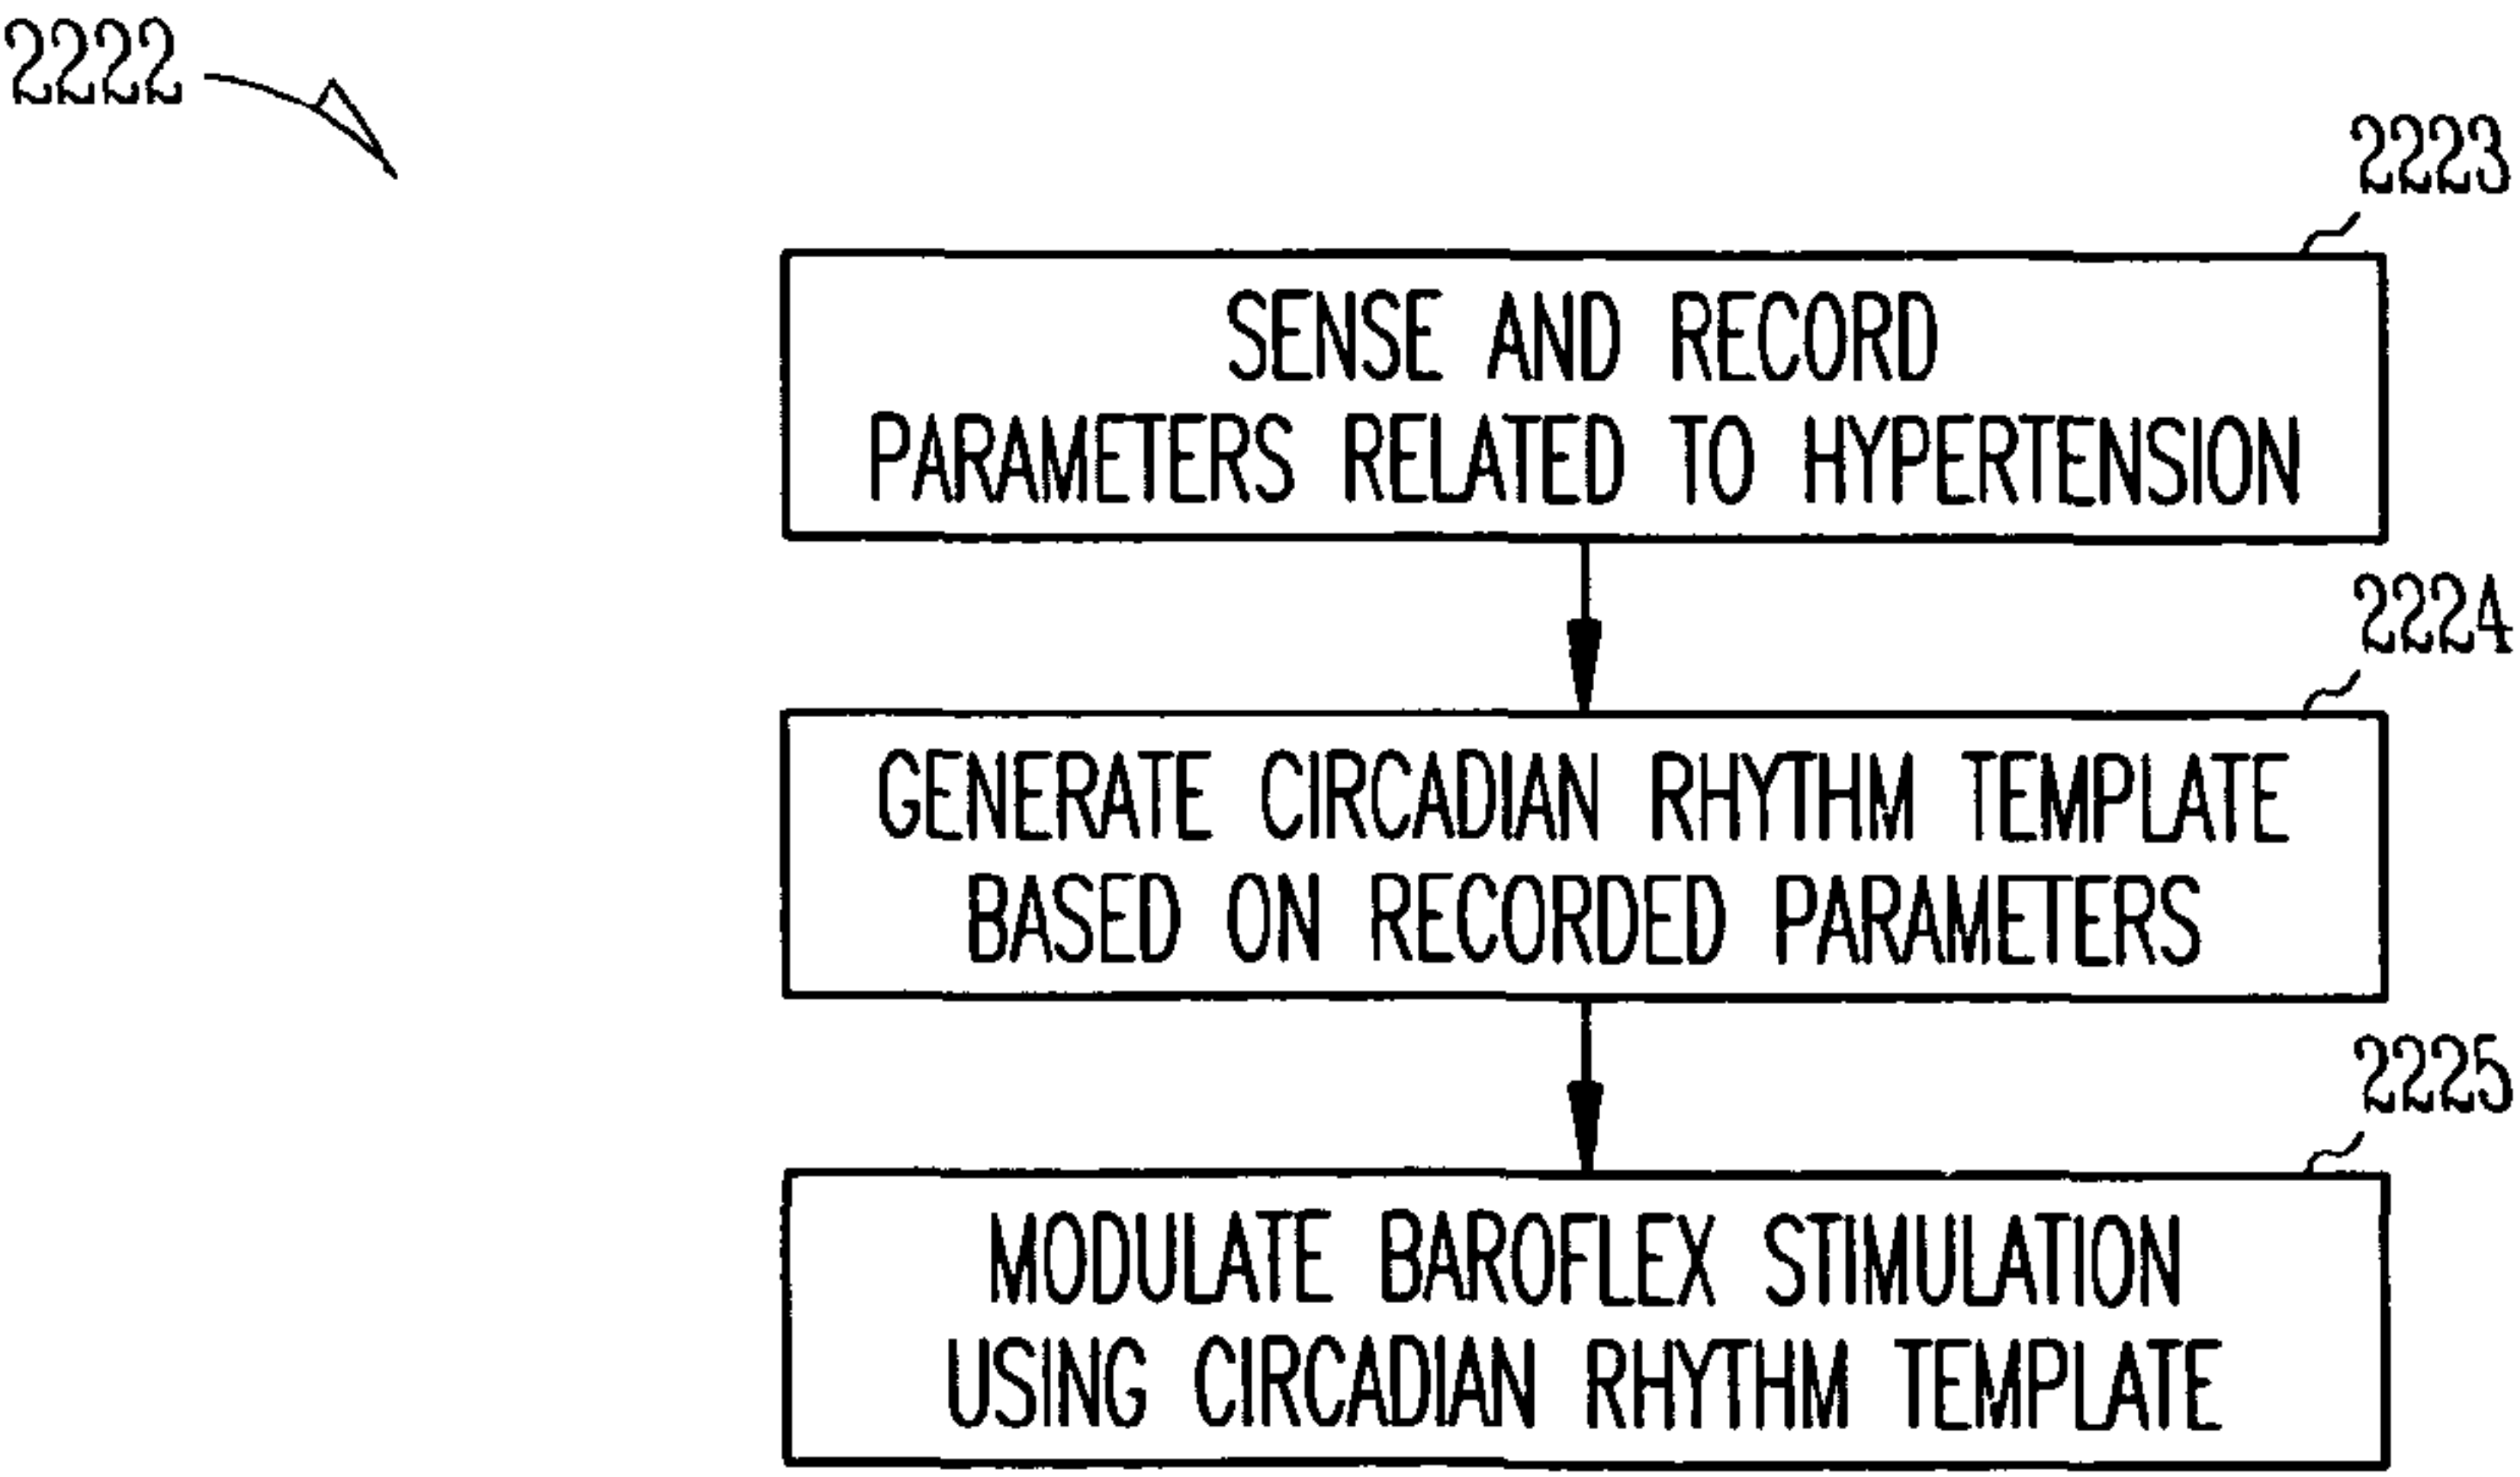 2222
2223
SENSE AND RECORD
PARAMETERS RELATED TO HYPERTENSION
2224
GENERATE CIRCADIAN RHYTHM TEMPLATE
BASED ON RECORDED PARAMETERS
2225
MODULATE BAROFLEX STIMULATION
USING CIRCADIAN RHYTHM TEMPLATE